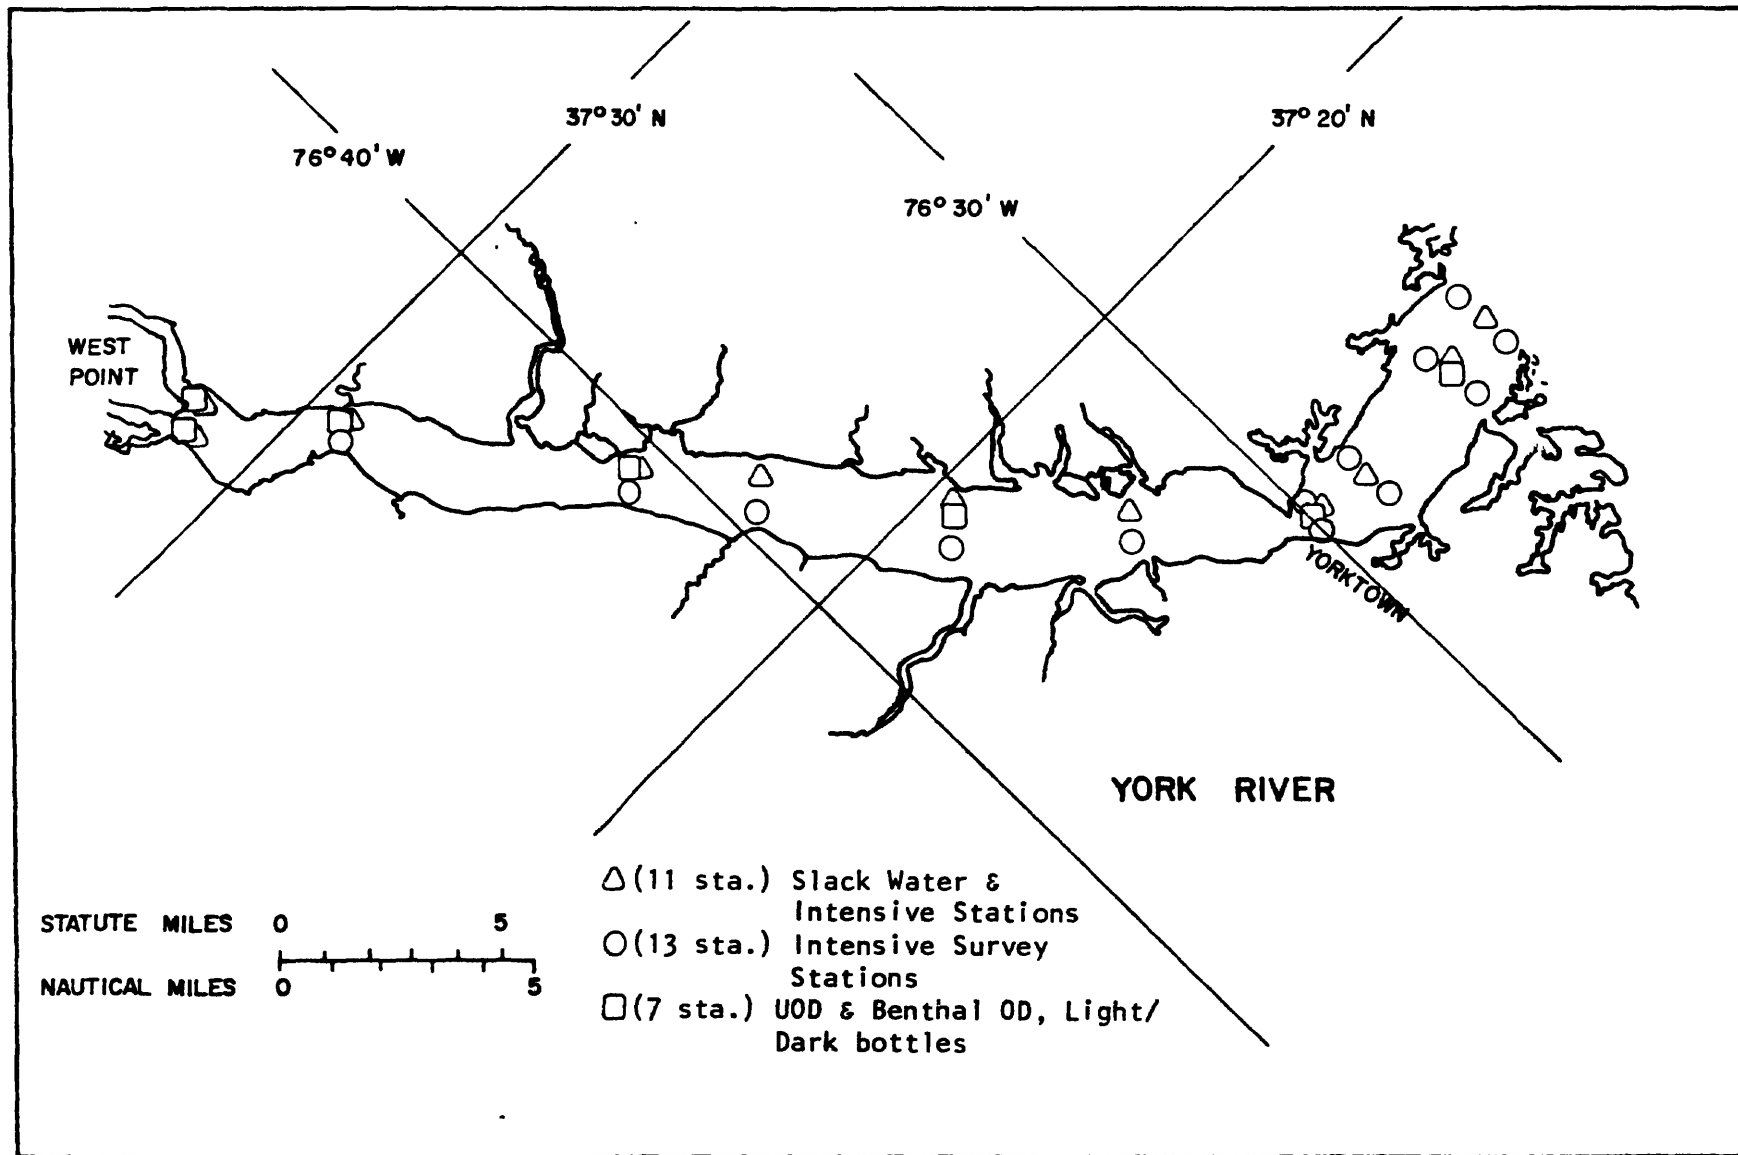 37° 30' N
37° 20' N
76° 40' W
76° 30' W
WEST
POINT
YORKTOWN
YORK RIVER
△ (11 sta.) Slack Water &
Intensive Stations
○ (13 sta.) Intensive Survey
Stations
□ (7 sta.) UOD & Benthal OD, Light/
Dark bottles
STATUTE MILES 0 5
NAUTICAL MILES 0 5